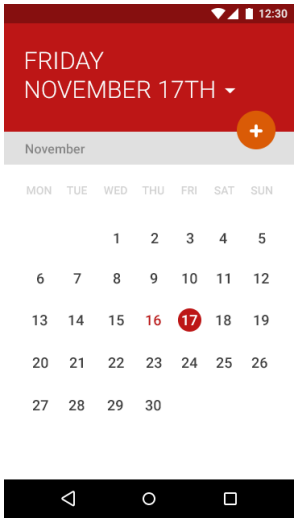 12:30
FRIDAY
NOVEMBER 17TH
November
MON TUE WED THU FRI SAT SUN
1 2 3 4 5
6 7 8 9 10 11 12
13 14 15 16 17 18 19
20 21 22 23 24 25 26
27 28 29 30